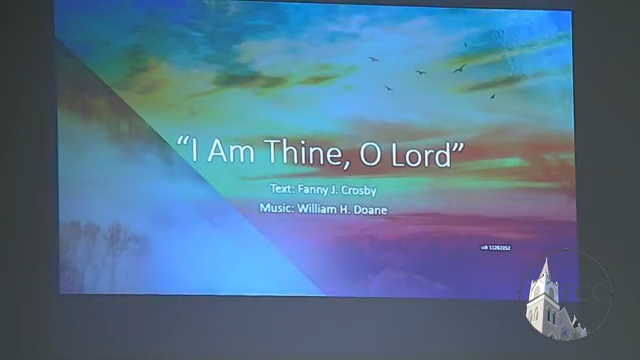 “I Am Thine, O Lord”
Text: Fanny J. Crosby
Music: William H. Doane